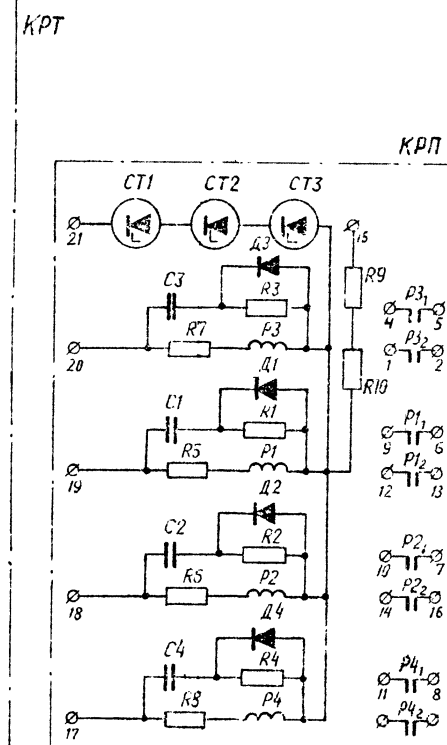 КРТ
КРП
СТ1 СТ2 СТ3
21 15
Д3
С3 R3 R9 Р3₁
4 5
R7 Р3 Р3₂
20 1 2
Д1 R10
С1 R1 Р1₁
9 6
R5 Р1 Р1₂
19 12 13
Д2
С2 R2 Р2₁
10 7
R6 Р2 Р2₂
18 14 16
Д4
С4 R4 Р4₁
11 8
R8 Р4 Р4₂
17